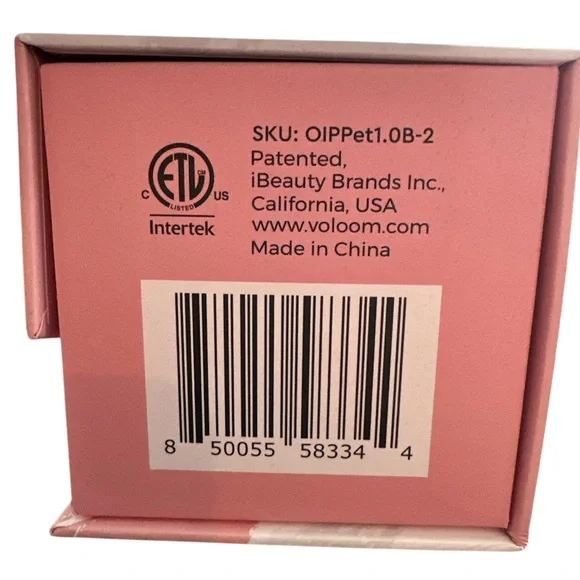 SKU: OIPPet1.0B-2
Patented,
iBeauty Brands Inc.,
California, USA
www.voloom.com
Made in China
ETL CM
C LISTED US
Intertek
8 50055 58334 4